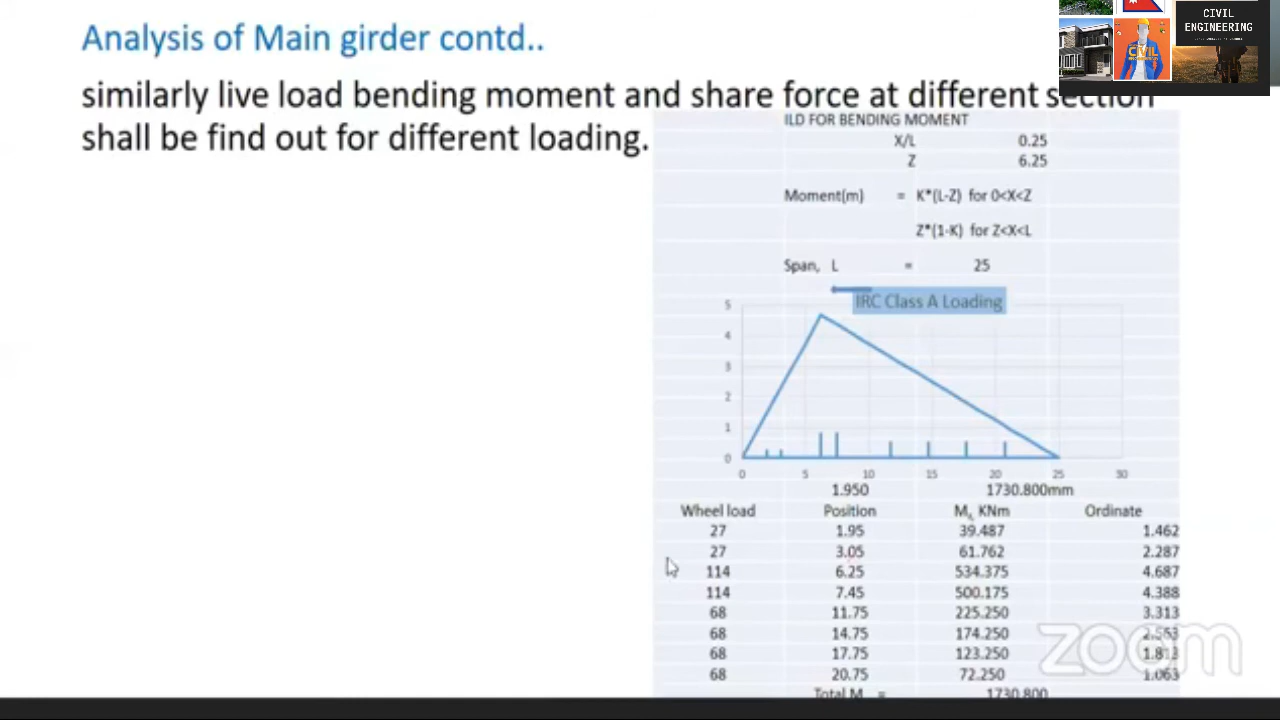 Analysis of Main girder contd..
CIVIL
ENGINEERING
CIVIL
similarly live load bending moment and share force at different section
shall be find out for different loading.
ILD FOR BENDING MOMENT
X/L 0.25
Z 6.25
Moment(m) = K*(L-Z) for 0<X<Z
Z*(1-K) for Z<X<L
Span, L = 25
IRC Class A Loading
5
4
3
2
1
0
0 5 10 15 20 25 30
1.950 1730.800mm
Wheel load Position M, KNm Ordinate
27 1.95 39.487 1.462
27 3.05 61.762 2.287
114 6.25 534.375 4.687
114 7.45 500.175 4.388
68 11.75 225.250 3.313
68 14.75 174.250 2.563
68 17.75 123.250 1.813
68 20.75 72.250 1.063
Total M = 1730.800
zoom